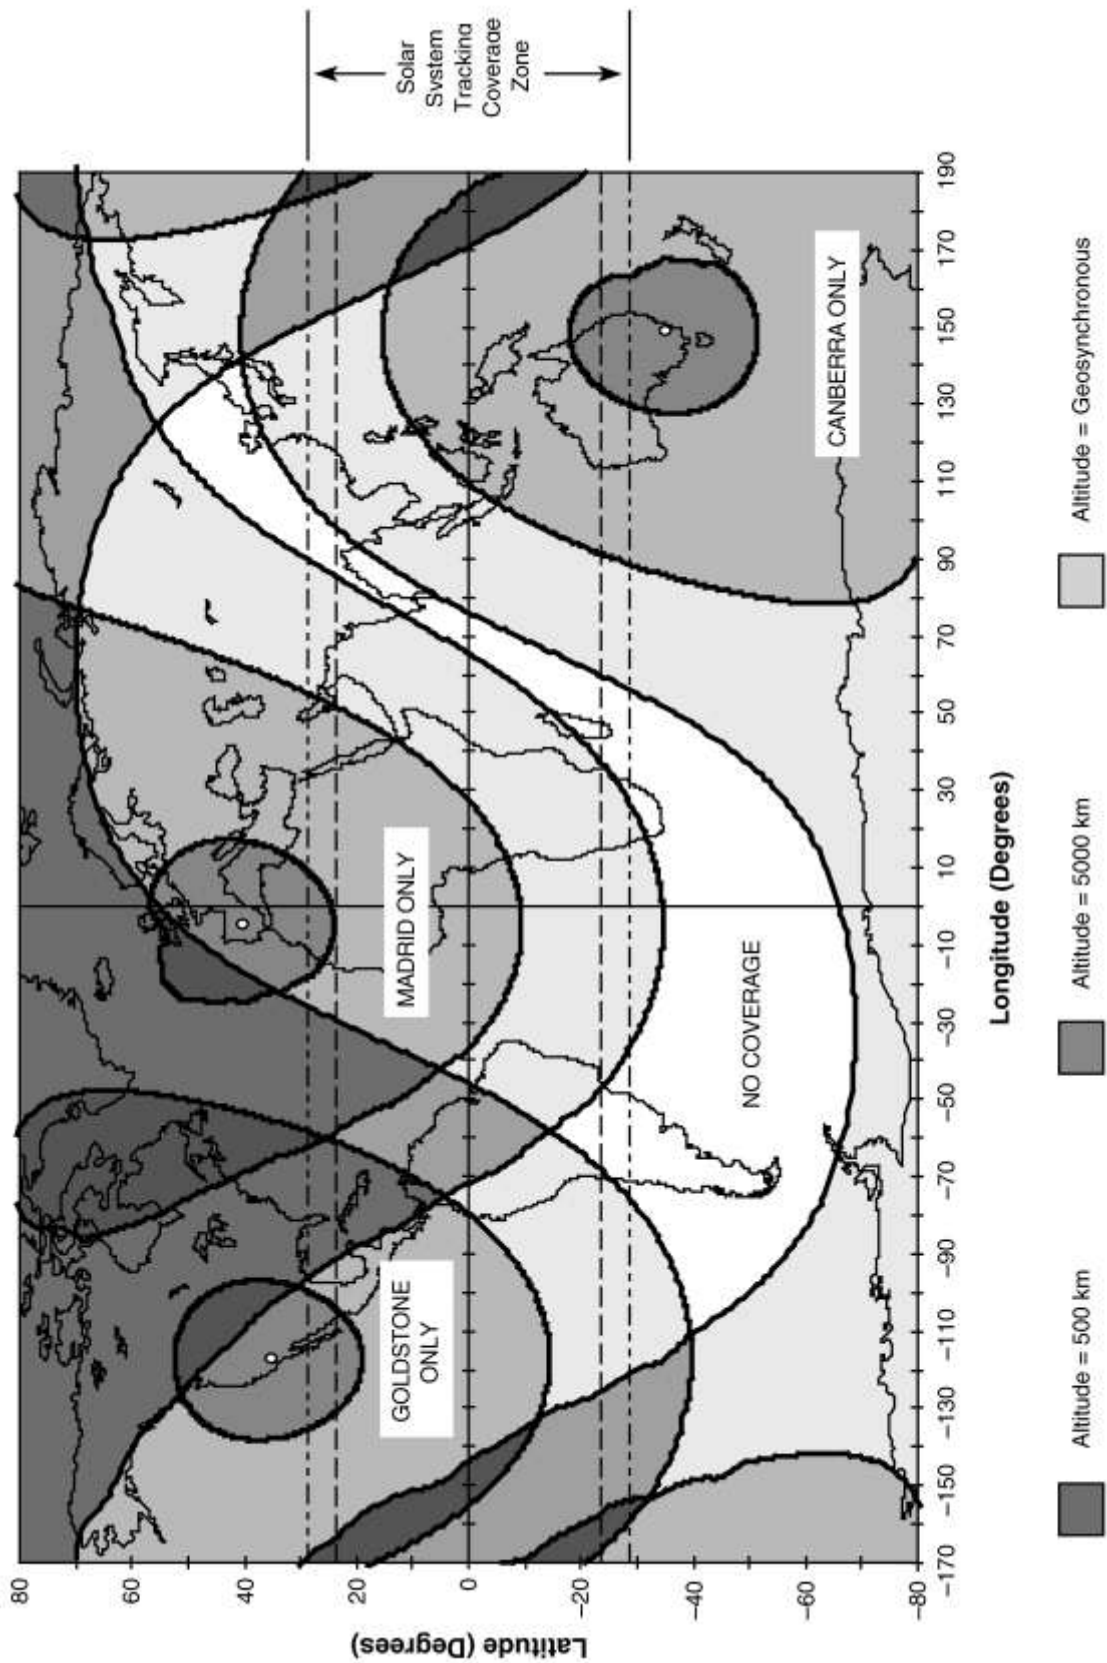 Solar
System
Tracking
Coverage
Zone
80
60
40
20
0
−20
−40
−60
−80
Latitude (Degrees)
GOLDSTONE
ONLY
MADRID ONLY
NO COVERAGE
CANBERRA ONLY
−170 −150 −130 −110 −90 −70 −50 −30 −10 10 30 50 70 90 110 130 150 170 190
Longitude (Degrees)
Altitude = 500 km
Altitude = 5000 km
Altitude = Geosynchronous